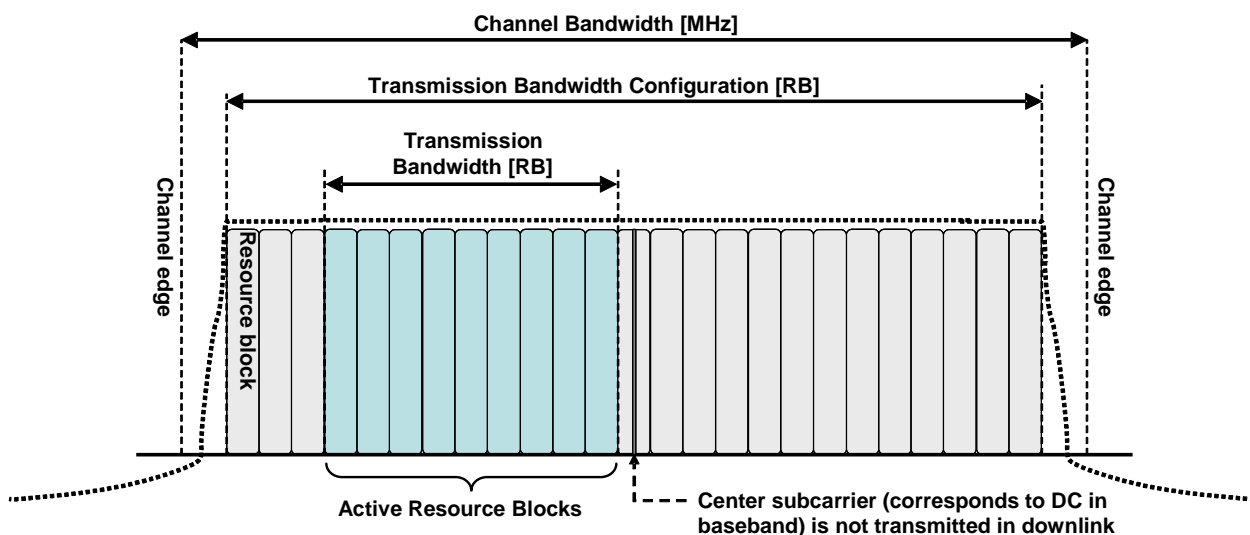 Channel Bandwidth [MHz]
Transmission Bandwidth Configuration [RB]
Transmission
Bandwidth [RB]
Channel edge
Channel edge
Resource block
Active Resource Blocks
Center subcarrier (corresponds to DC in
baseband) is not transmitted in downlink